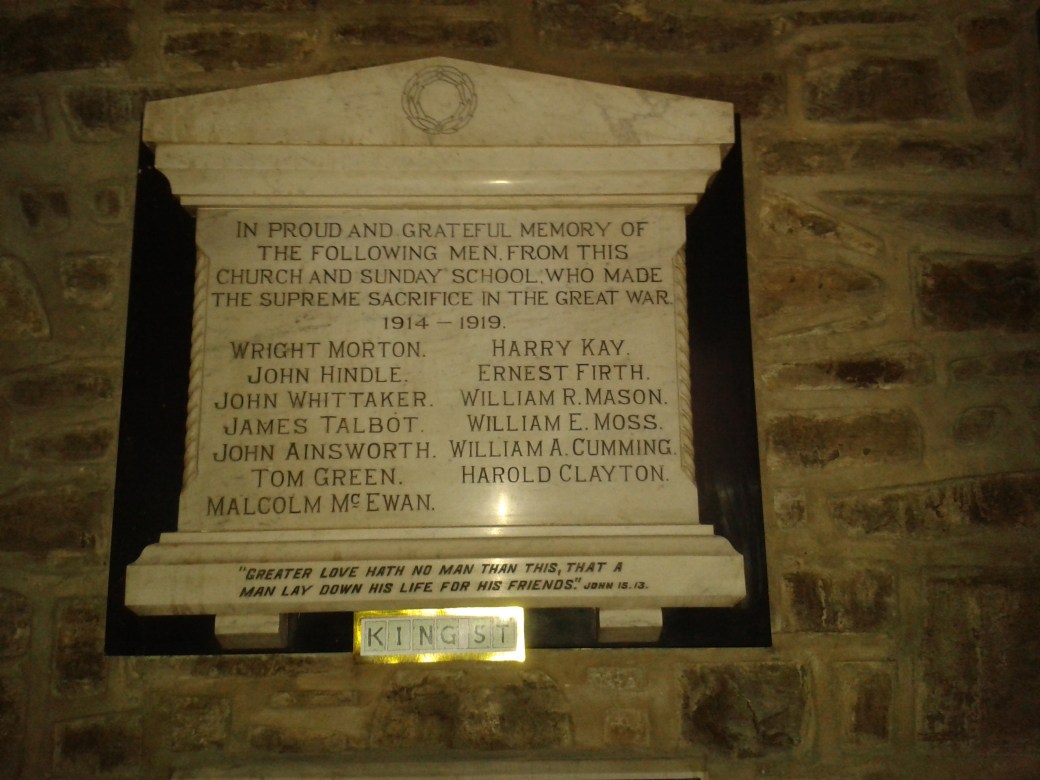 IN PROUD AND GRATEFUL MEMORY OF
THE FOLLOWING MEN, FROM THIS
CHURCH AND SUNDAY SCHOOL, WHO MADE
THE SUPREME SACRIFICE IN THE GREAT WAR.
1914 – 1919.
WRIGHT MORTON.
JOHN HINDLE.
JOHN WHITTAKER.
JAMES TALBOT.
JOHN AINSWORTH.
TOM GREEN.
MALCOLM McEWAN.
HARRY KAY.
ERNEST FIRTH.
WILLIAM R. MASON.
WILLIAM E. MOSS.
WILLIAM A. CUMMING.
HAROLD CLAYTON.
"GREATER LOVE HATH NO MAN THAN THIS, THAT A
MAN LAY DOWN HIS LIFE FOR HIS FRIENDS." JOHN 15. 13.
KING ST